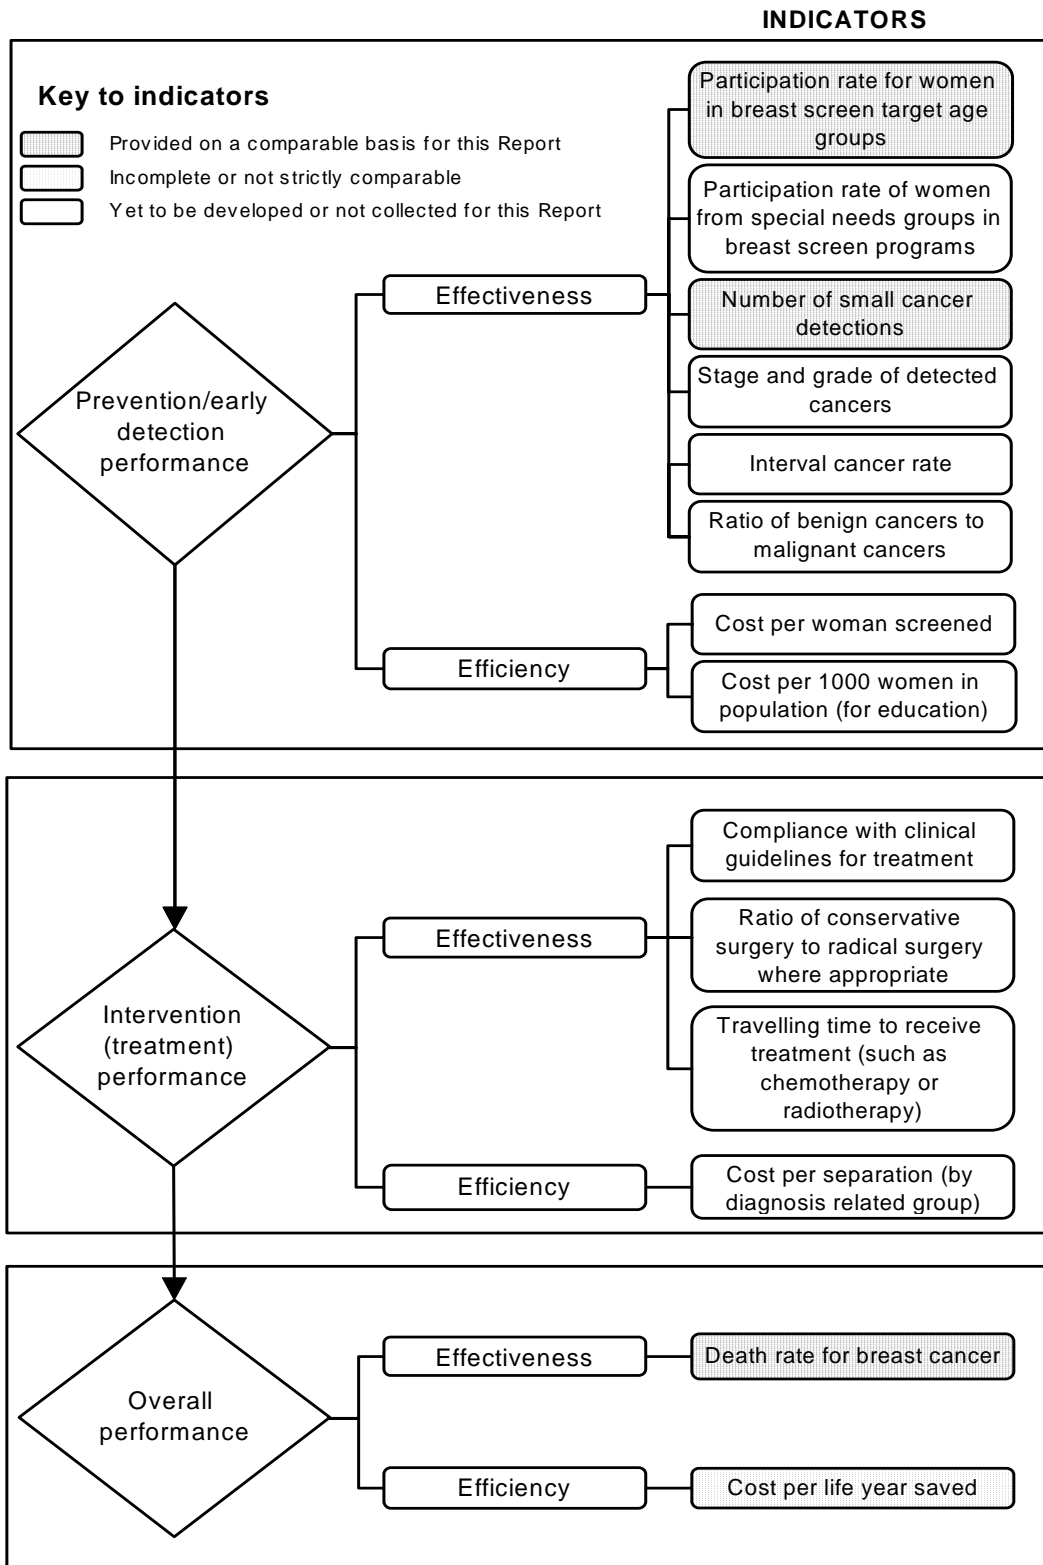 INDICATORS
Key to indicators
Provided on a comparable basis for this Report
Incomplete or not strictly comparable
Yet to be developed or not collected for this Report
Prevention/early
detection
performance
Effectiveness
Participation rate for women
in breast screen target age
groups
Participation rate of women
from special needs groups in
breast screen programs
Number of small cancer
detections
Stage and grade of detected
cancers
Interval cancer rate
Ratio of benign cancers to
malignant cancers
Efficiency
Cost per woman screened
Cost per 1000 women in
population (for education)
Intervention
(treatment)
performance
Effectiveness
Compliance with clinical
guidelines for treatment
Ratio of conservative
surgery to radical surgery
where appropriate
Travelling time to receive
treatment (such as
chemotherapy or
radiotherapy)
Efficiency
Cost per separation (by
diagnosis related group)
Overall
performance
Effectiveness
Death rate for breast cancer
Efficiency
Cost per life year saved